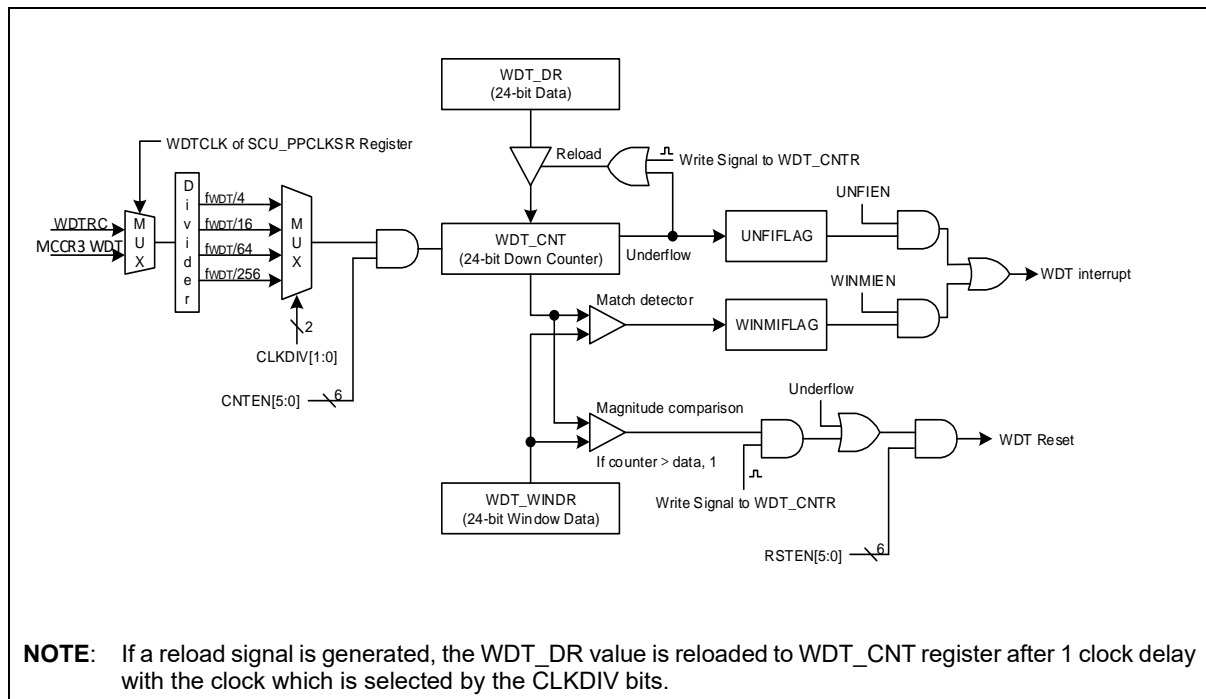 WDT_DR
(24-bit Data)
WDTCLK of SCU_PPCLKSR Register
Reload
Write Signal to WDT_CNTR
Divider
fWDT/4
fWDT/16
fWDT/64
fWDT/256
WDTRC
MCCR3 WDT
MUX
MUX
WDT_CNT
(24-bit Down Counter)
Underflow
UNFIFLAG
UNFIEN
WINMIEN
WDT interrupt
Match detector
WINMIFLAG
2
CLKDIV[1:0]
CNTEN[5:0]
6
Underflow
Magnitude comparison
If counter > data, 1
WDT Reset
WDT_WINDR
(24-bit Window Data)
Write Signal to WDT_CNTR
RSTEN[5:0]
6
NOTE: If a reload signal is generated, the WDT_DR value is reloaded to WDT_CNT register after 1 clock delay
with the clock which is selected by the CLKDIV bits.